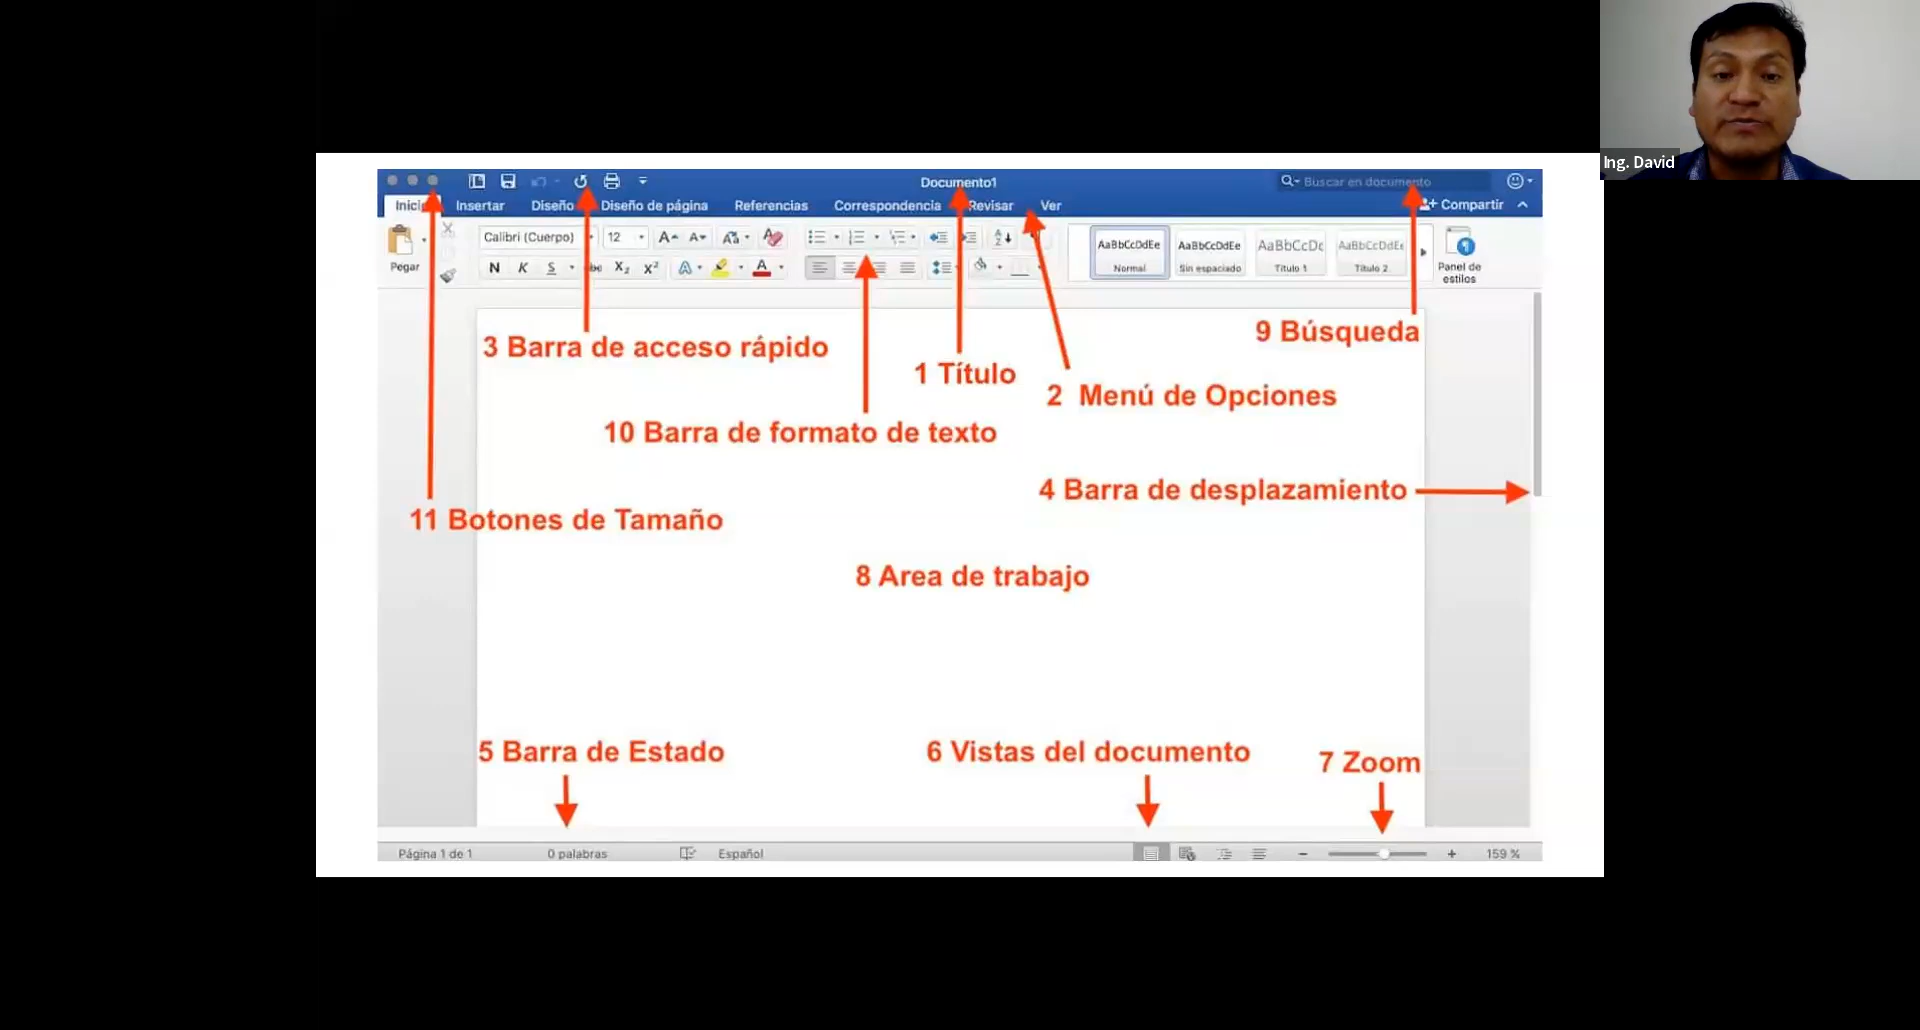 Ing. David
Documento1
Buscar en documento
Inicio Insertar Diseño Diseño de página Referencias Correspondencia Revisar Ver
Compartir
Calibri (Cuerpo) 12
Pegar
N K S abc X₂ X² A A
AaBbCcDdEe AaBbCcDdEe AaBbCcDc AaBbCcDdEe
Normal Sin espaciado Título 1 Título 2
Panel de
estilos
3 Barra de acceso rápido
9 Búsqueda
1 Título
2 Menú de Opciones
10 Barra de formato de texto
4 Barra de desplazamiento
11 Botones de Tamaño
8 Area de trabajo
5 Barra de Estado
6 Vistas del documento
7 Zoom
Página 1 de 1 0 palabras Español 159 %